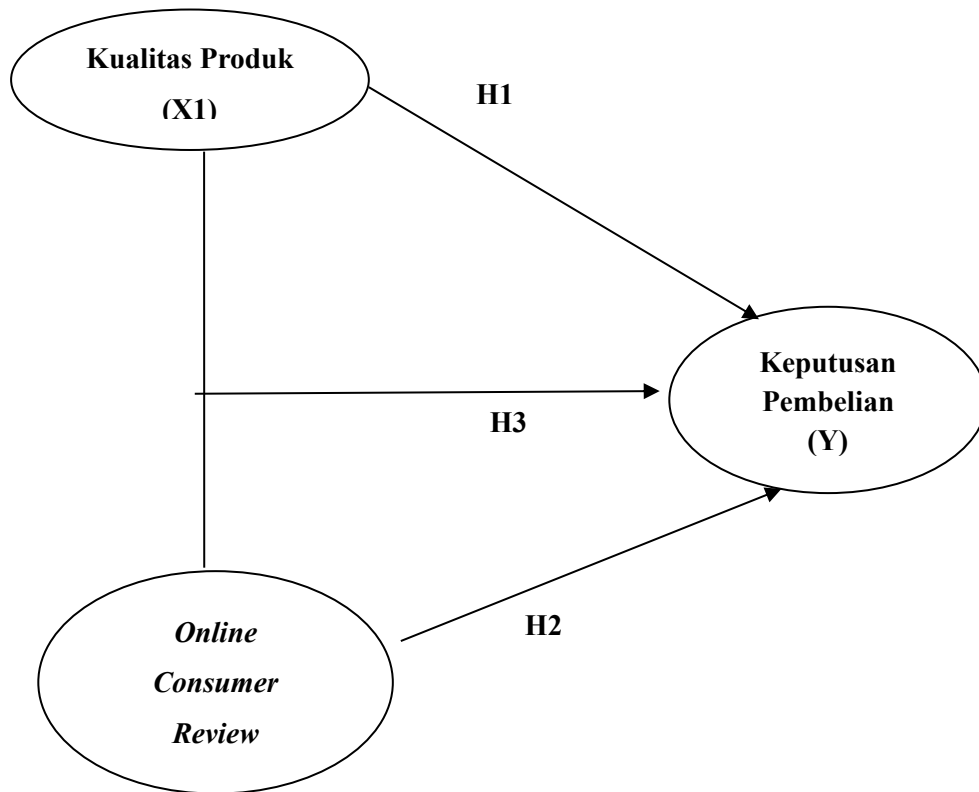 Kualitas Produk
(X1)
H1
Keputusan
Pembelian
(Y)
H3
H2
Online
Consumer
Review